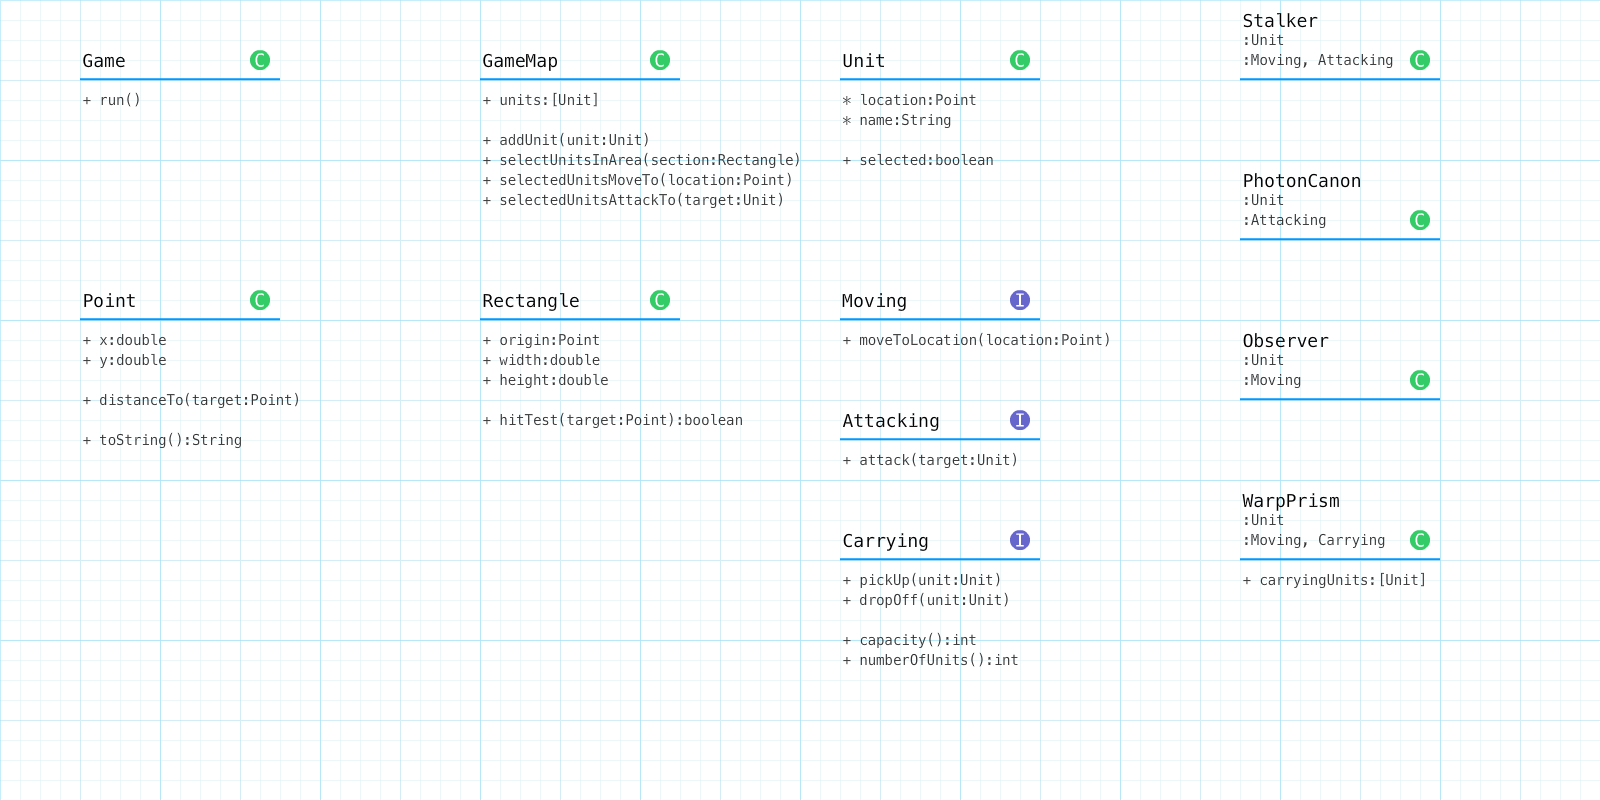 Game C
+ run()
GameMap C
+ units:[Unit]
+ addUnit(unit:Unit)
+ selectUnitsInArea(section:Rectangle)
+ selectedUnitsMoveTo(location:Point)
+ selectedUnitsAttackTo(target:Unit)
Unit C
* location:Point
* name:String
+ selected:boolean
Stalker
:Unit
:Moving, Attacking C
PhotonCanon
:Unit
:Attacking C
Point C
+ x:double
+ y:double
+ distanceTo(target:Point)
+ toString():String
Rectangle C
+ origin:Point
+ width:double
+ height:double
+ hitTest(target:Point):boolean
Moving I
+ moveToLocation(location:Point)
Attacking I
+ attack(target:Unit)
Carrying I
+ pickUp(unit:Unit)
+ dropOff(unit:Unit)
+ capacity():int
+ numberOfUnits():int
Observer
:Unit
:Moving C
WarpPrism
:Unit
:Moving, Carrying C
+ carryingUnits:[Unit]